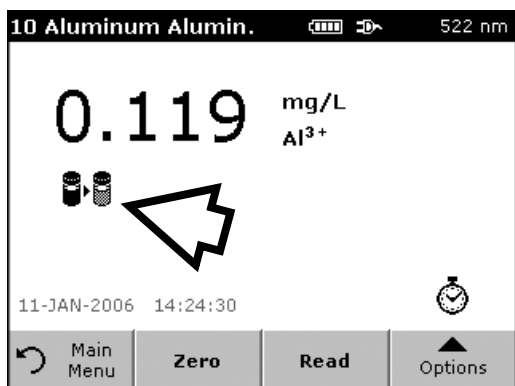 10 Aluminum Alumin. 522 nm
0.119 mg/L
Al³⁺
11-JAN-2006 14:24:30
Main Menu Zero Read Options